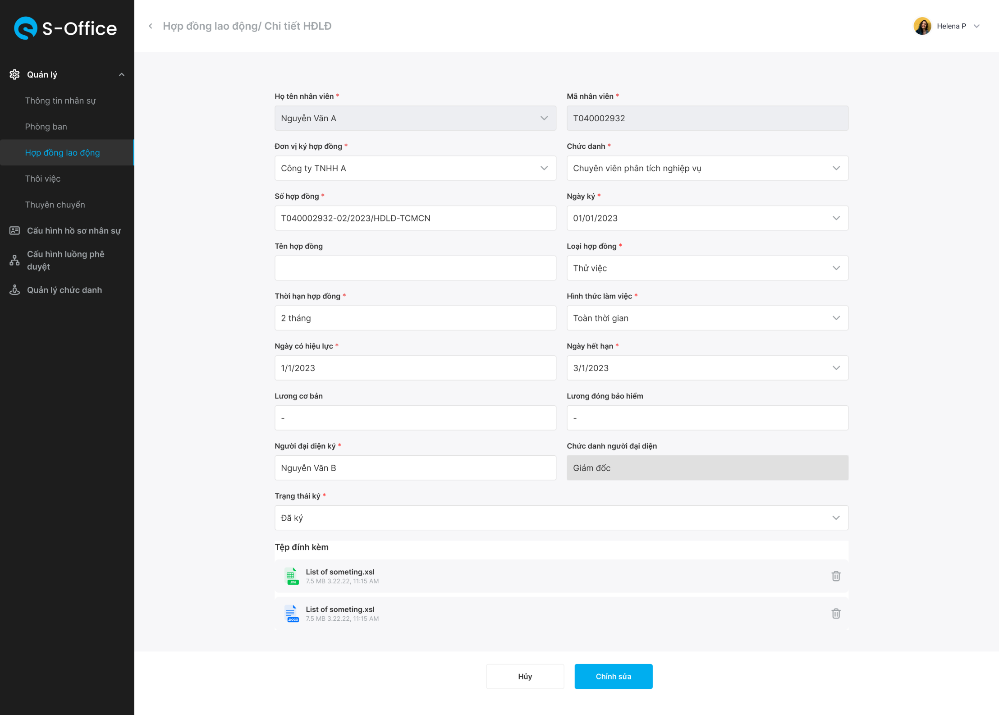 S-Office
Quản lý
Thông tin nhân sự
Phòng ban
Hợp đồng lao động
Thôi việc
Thuyên chuyển
Cấu hình hồ sơ nhân sự
Cấu hình luồng phê
duyệt
Quản lý chức danh
Hợp đồng lao động/ Chi tiết HĐLĐ
Helena P
Họ tên nhân viên *
Nguyễn Văn A
Mã nhân viên *
T040002932
Đơn vị ký hợp đồng *
Công ty TNHH A
Chức danh *
Chuyên viên phân tích nghiệp vụ
Số hợp đồng *
T040002932-02/2023/HĐLĐ-TCMCN
Ngày ký *
01/01/2023
Tên hợp đồng
Loại hợp đồng *
Thử việc
Thời hạn hợp đồng *
2 tháng
Hình thức làm việc *
Toàn thời gian
Ngày có hiệu lực *
1/1/2023
Ngày hết hạn *
3/1/2023
Lương cơ bản
-
Lương đóng bảo hiểm
-
Người đại diện ký *
Nguyễn Văn B
Chức danh người đại diện
Giám đốc
Trạng thái ký *
Đã ký
Tệp đính kèm
.XSL
List of someting.xsl
7.5 MB 3.22.22, 11:15 AM
.DOCX
List of someting.xsl
7.5 MB 3.22.22, 11:15 AM
Hủy
Chỉnh sửa